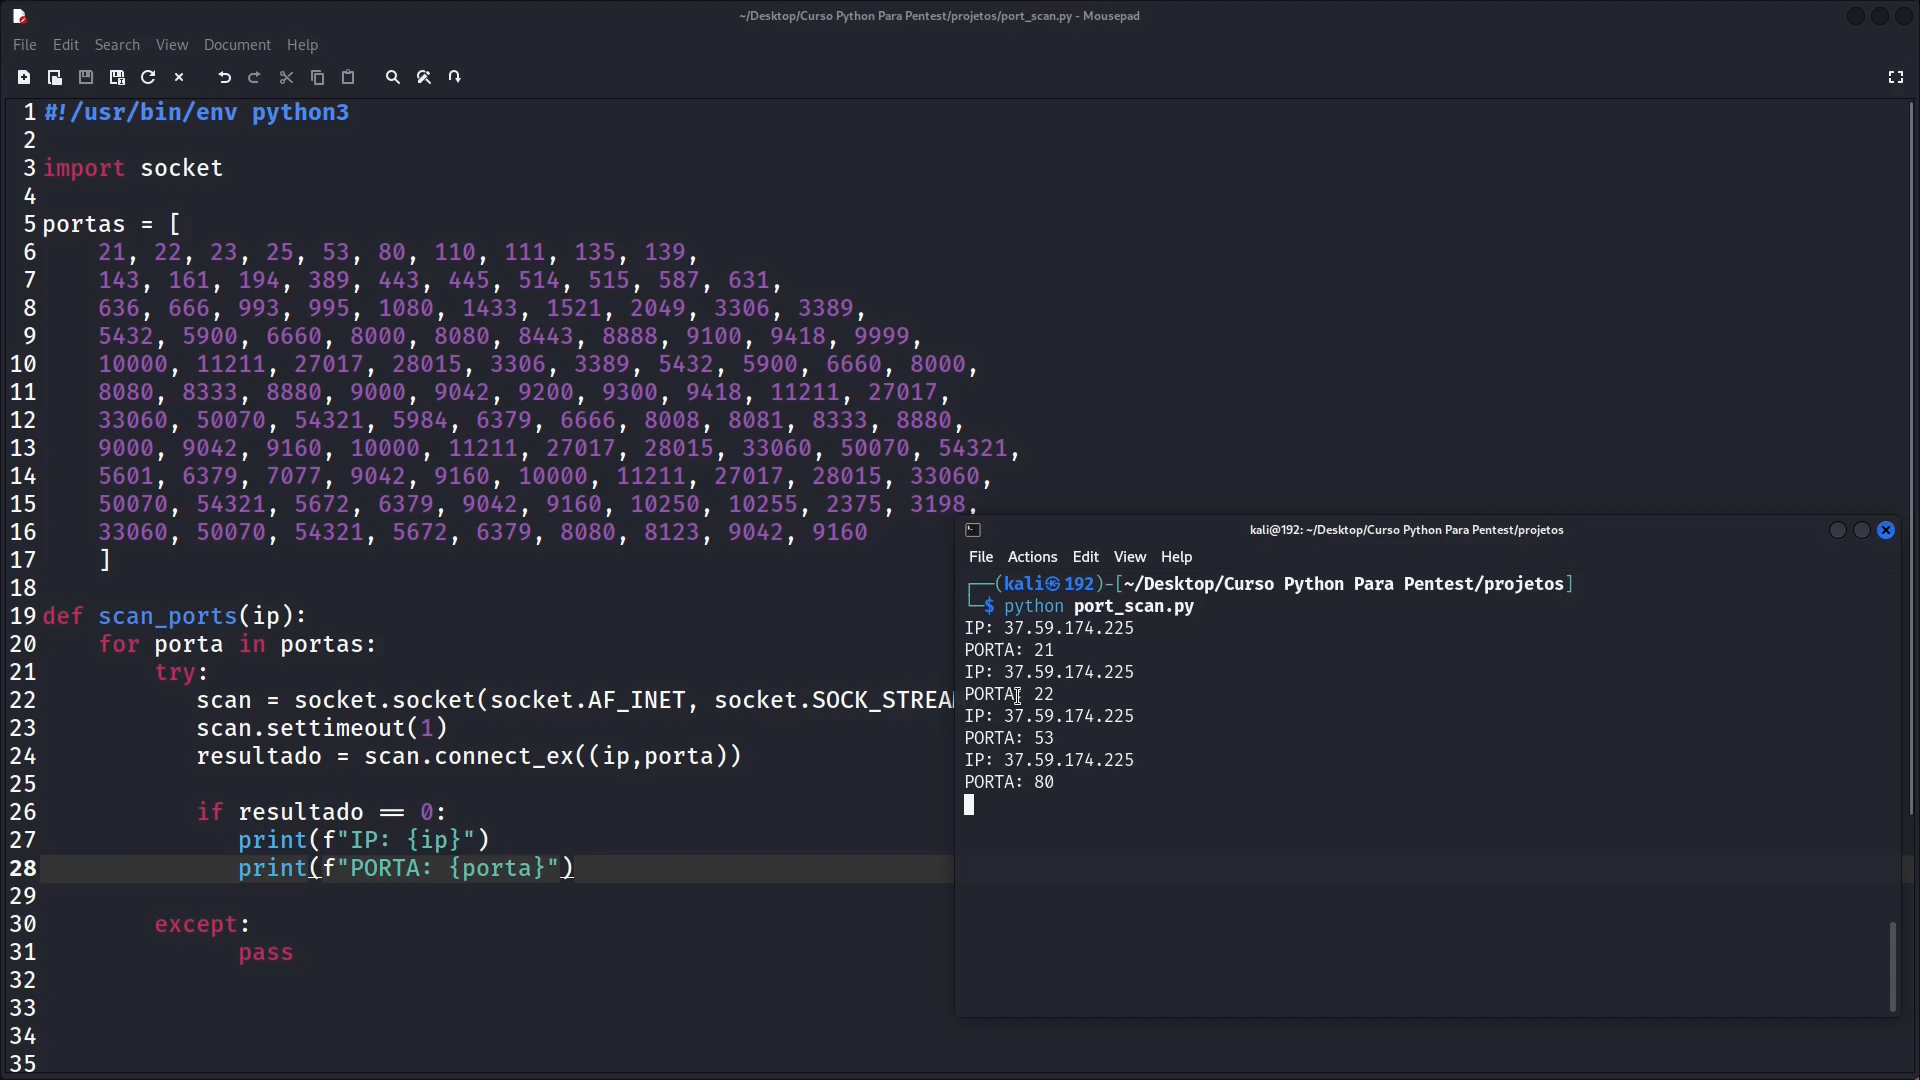 ~/Desktop/Curso Python Para Pentest/projetos/port_scan.py - Mousepad
File Edit Search View Document Help
1 #!/usr/bin/env python3
2
3 import socket
4
5 portas = [
6 21, 22, 23, 25, 53, 80, 110, 111, 135, 139,
7 143, 161, 194, 389, 443, 445, 514, 515, 587, 631,
8 636, 666, 993, 995, 1080, 1433, 1521, 2049, 3306, 3389,
9 5432, 5900, 6660, 8000, 8080, 8443, 8888, 9100, 9418, 9999,
10 10000, 11211, 27017, 28015, 3306, 3389, 5432, 5900, 6660, 8000,
11 8080, 8333, 8880, 9000, 9042, 9200, 9300, 9418, 11211, 27017,
12 33060, 50070, 54321, 5984, 6379, 6666, 8008, 8081, 8333, 8880,
13 9000, 9042, 9160, 10000, 11211, 27017, 28015, 33060, 50070, 54321,
14 5601, 6379, 7077, 9042, 9160, 10000, 11211, 27017, 28015, 33060,
15 50070, 54321, 5672, 6379, 9042, 9160, 10250, 10255, 2375, 3198,
16 33060, 50070, 54321, 5672, 6379, 8080, 8123, 9042, 9160
17 ]
18
19 def scan_ports(ip):
20 for porta in portas:
21 try:
22 scan = socket.socket(socket.AF_INET, socket.SOCK_STREA
23 scan.settimeout(1)
24 resultado = scan.connect_ex((ip,porta))
25
26 if resultado == 0:
27 print(f"IP: {ip}")
28 print(f"PORTA: {porta}")
29
30 except:
31 pass
32
33
34
35
kali@192: ~/Desktop/Curso Python Para Pentest/projetos
File Actions Edit View Help
┌──(kali㉿192)-[~/Desktop/Curso Python Para Pentest/projetos]
└─$ python port_scan.py
IP: 37.59.174.225
PORTA: 21
IP: 37.59.174.225
PORTA: 22
IP: 37.59.174.225
PORTA: 53
IP: 37.59.174.225
PORTA: 80